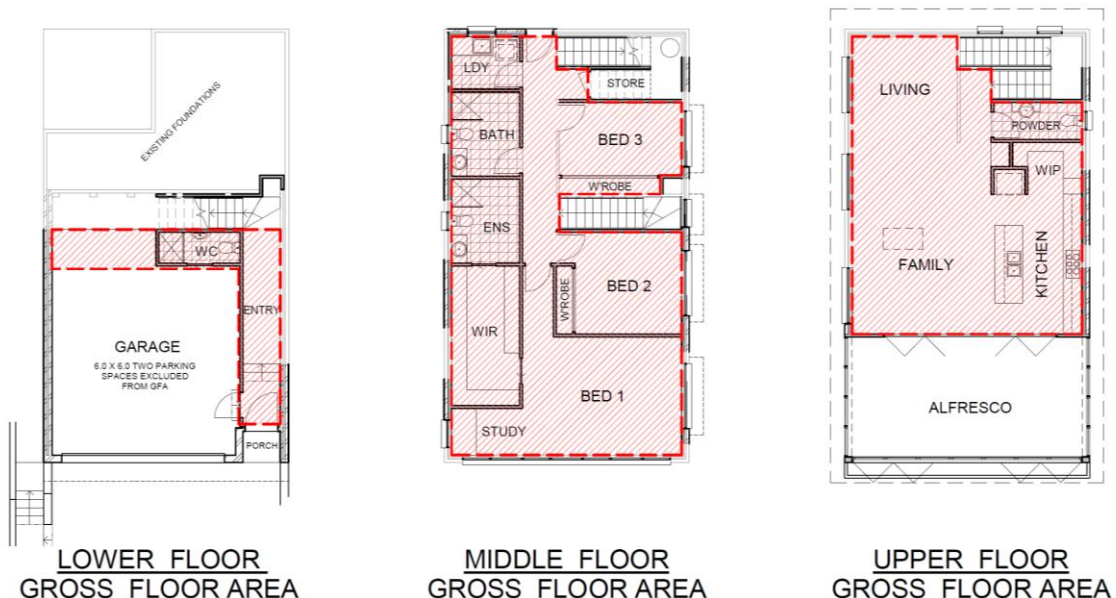 EXISTING FOUNDATIONS
WC
ENTRY
GARAGE
6.0 X 6.0 TWO PARKING
SPACES EXCLUDED
FROM GFA
PORCH
LOWER FLOOR
GROSS FLOOR AREA
LDY
STORE
BATH
BED 3
W'ROBE
ENS
BED 2
W'ROBE
WIR
BED 1
STUDY
MIDDLE FLOOR
GROSS FLOOR AREA
LIVING
POWDER
WIP
FAMILY
KITCHEN
ALFRESCO
UPPER FLOOR
GROSS FLOOR AREA